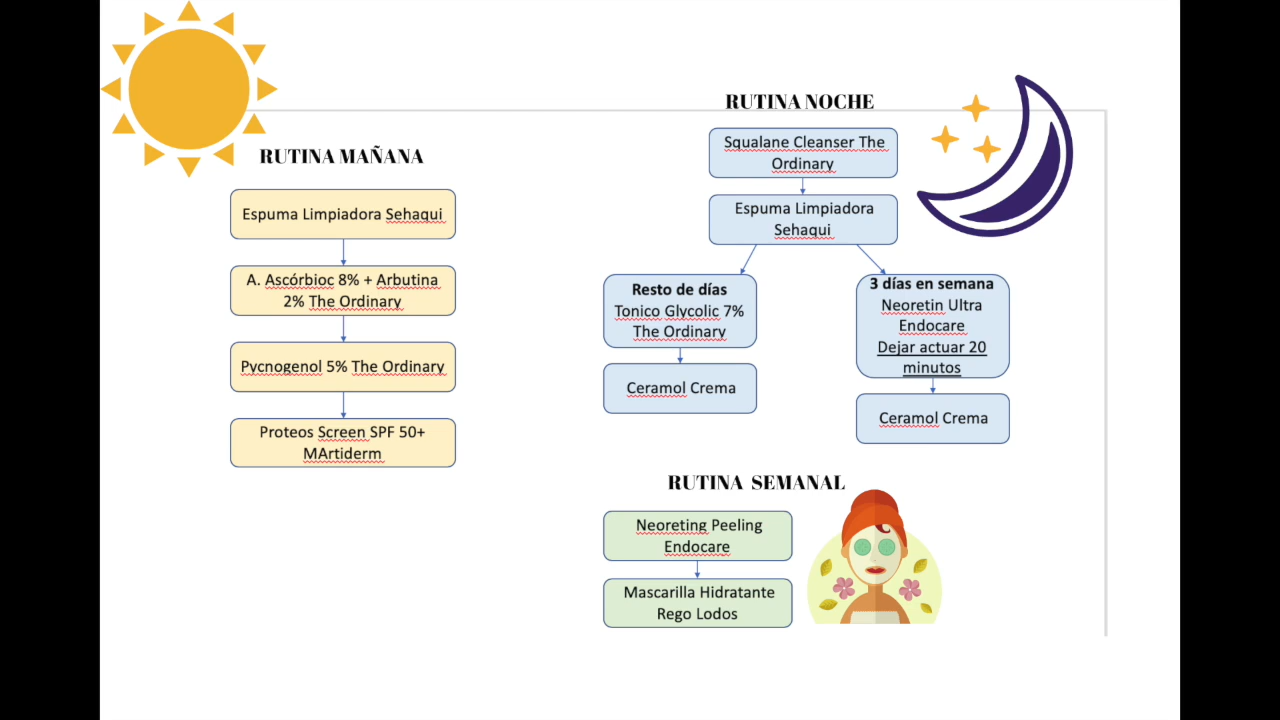 RUTINA MAÑANA
Espuma Limpiadora Sehaqui
A. Ascórbioc 8% + Arbutina
2% The Ordinary
Pycnogenol 5% The Ordinary
Proteos Screen SPF 50+
MArtiderm
RUTINA NOCHE
Squalane Cleanser The
Ordinary
Espuma Limpiadora
Sehaqui
Resto de días
Tonico Glycolic 7%
The Ordinary
Ceramol Crema
3 días en semana
Neoretin Ultra
Endocare
Dejar actuar 20
minutos
Ceramol Crema
RUTINA SEMANAL
Neoreting Peeling
Endocare
Mascarilla Hidratante
Rego Lodos